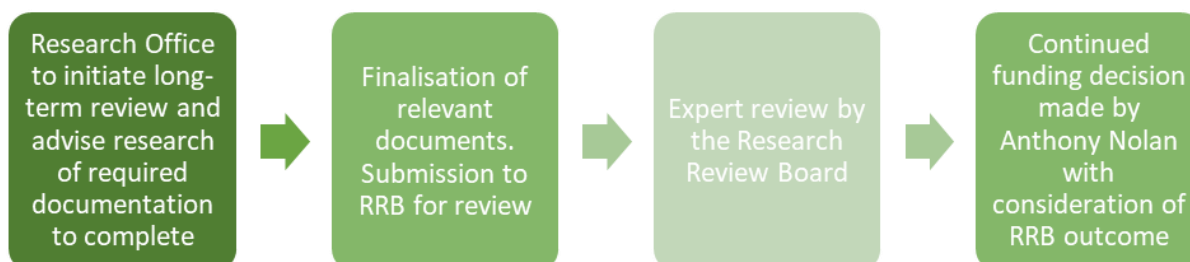 Research Office
to initiate long-
term review and
advise research
of required
documentation
to complete
Finalisation of
relevant
documents.
Submission to
RRB for review
Expert review by
the Research
Review Board
Continued
funding decision
made by
Anthony Nolan
with
consideration of
RRB outcome